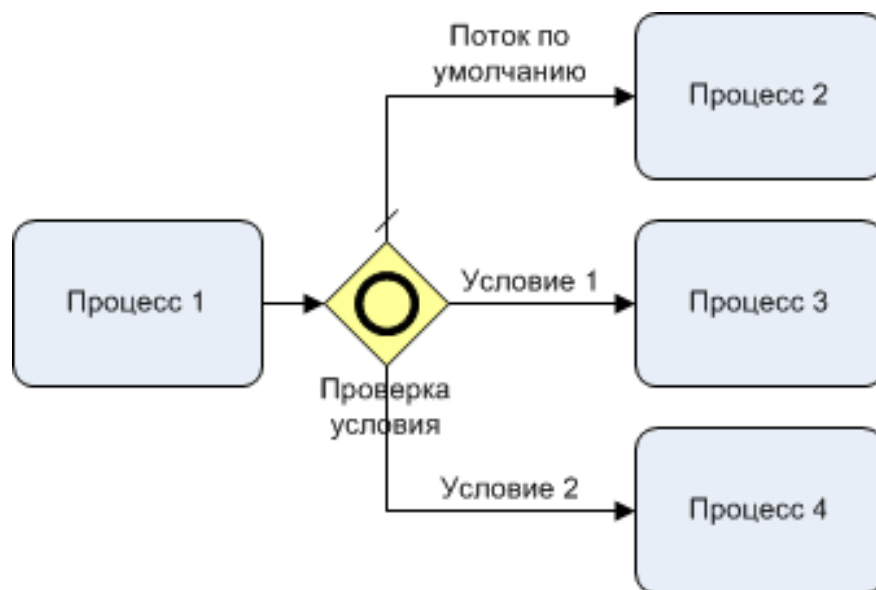 Поток по
умолчанию
Процесс 2
Процесс 1
Условие 1
Процесс 3
Проверка
условия
Условие 2
Процесс 4